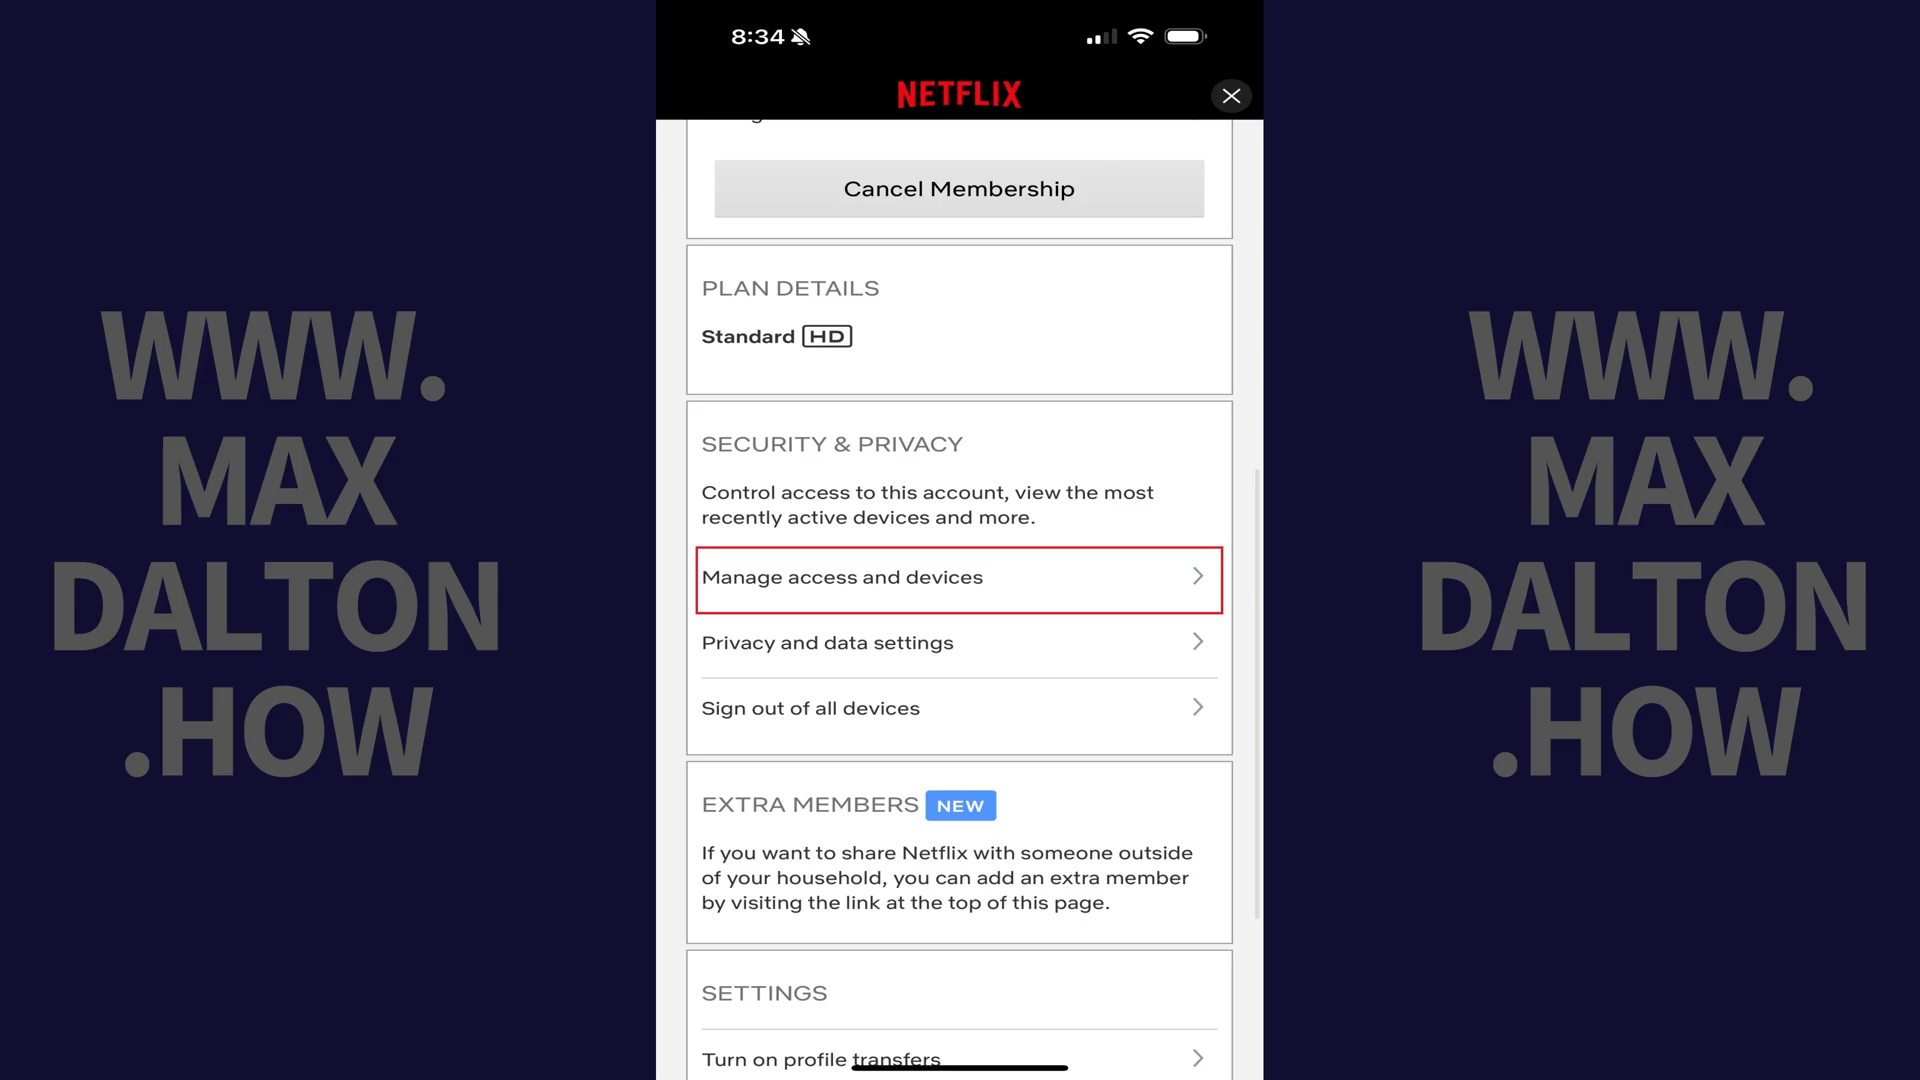 8:34
NETFLIX
Cancel Membership
PLAN DETAILS
Standard HD
SECURITY & PRIVACY
Control access to this account, view the most
recently active devices and more.
Manage access and devices
Privacy and data settings
Sign out of all devices
EXTRA MEMBERS NEW
If you want to share Netflix with someone outside
of your household, you can add an extra member
by visiting the link at the top of this page.
SETTINGS
Turn on profile transfers
WWW.
MAX
DALTON
.HOW
WWW.
MAX
DALTON
.HOW